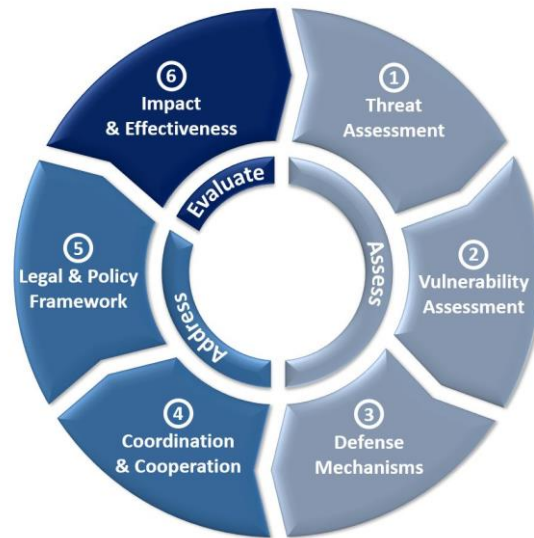 1
Threat
Assessment
2
Vulnerability
Assessment
3
Defense
Mechanisms
4
Coordination
& Cooperation
5
Legal & Policy
Framework
6
Impact
& Effectiveness
Assess
Address
Evaluate